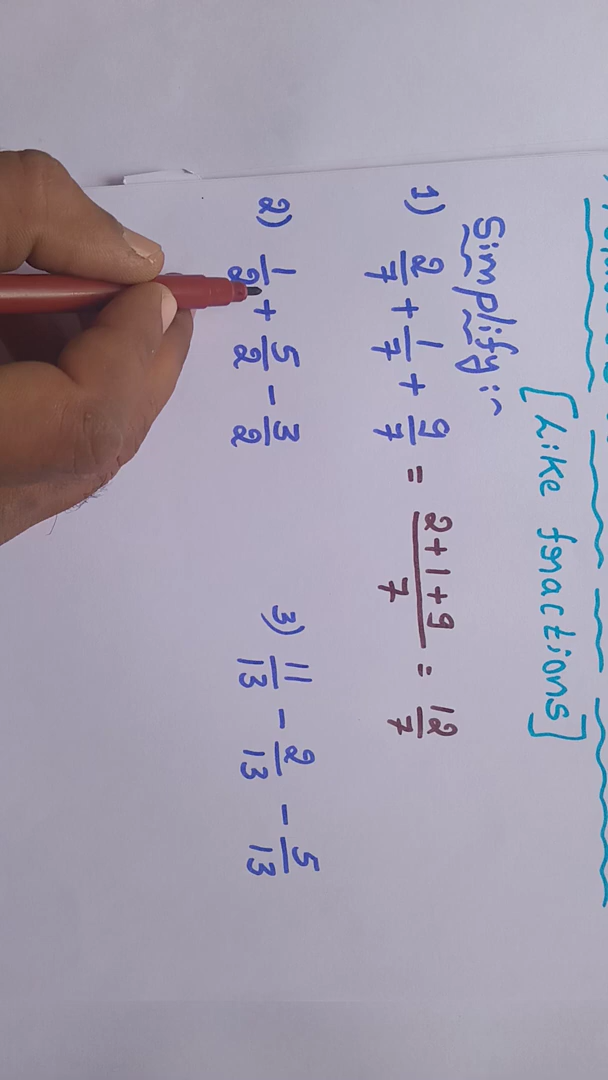 [Like fractions]
Simplify:-
1) 2/7 + 1/7 + 9/7 = 2+1+9/7 = 12/7
2) 1/2 + 5/2 - 3/2
3) 11/13 - 2/13 - 5/13